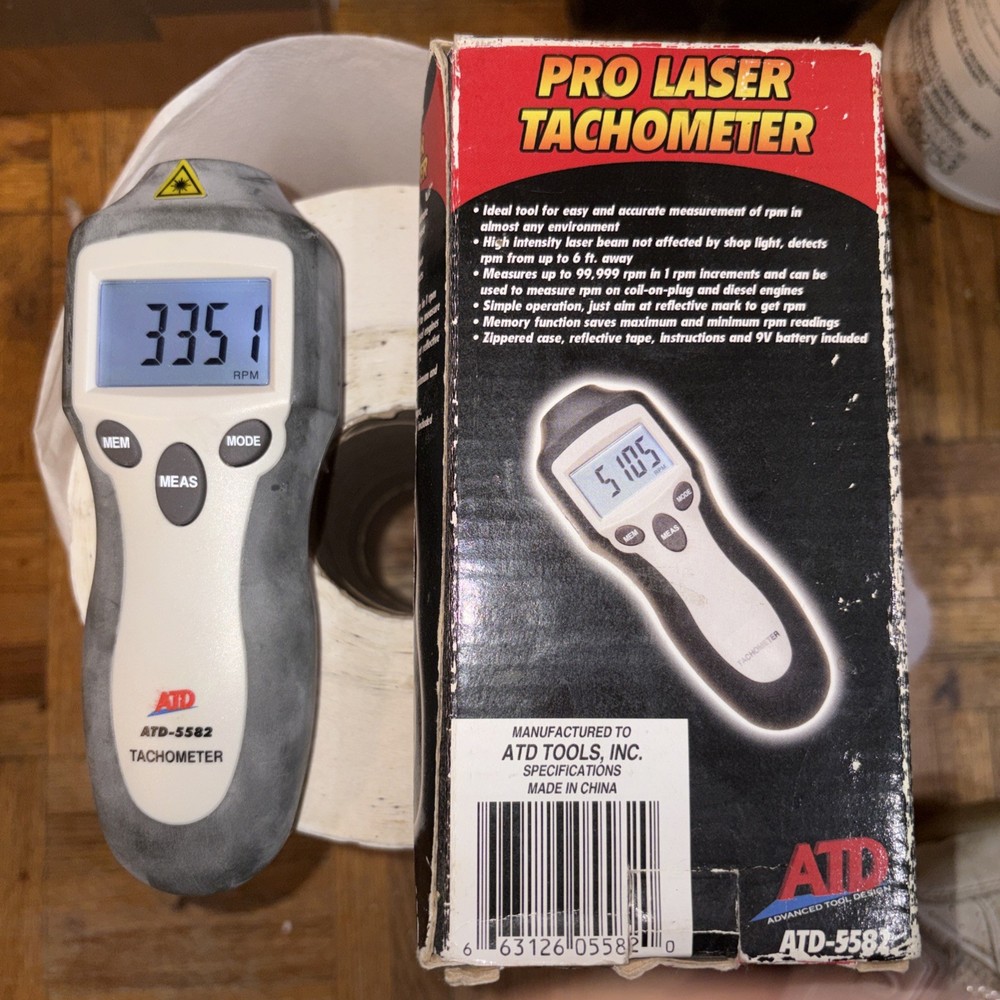 3351
RPM
MEM
MODE
MEAS
ATD
ATD-5582
TACHOMETER
PRO LASER
TACHOMETER
• Ideal tool for easy and accurate measurement of rpm in
almost any environment
• High intensity laser beam not affected by shop light, detects
rpm from up to 6 ft. away
• Measures up to 99,999 rpm in 1 rpm increments and can be
used to measure rpm on coil-on-plug and diesel engines
• Simple operation, just aim at reflective mark to get rpm
• Memory function saves maximum and minimum rpm readings
• Zippered case, reflective tape, instructions and 9V battery included
5105
RPM
MEM
MEAS
MODE
TACHOMETER
MANUFACTURED TO
ATD TOOLS, INC.
SPECIFICATIONS
MADE IN CHINA
6 63126 05582 0
ATD
ADVANCED TOOL DESIGN
ATD-5582